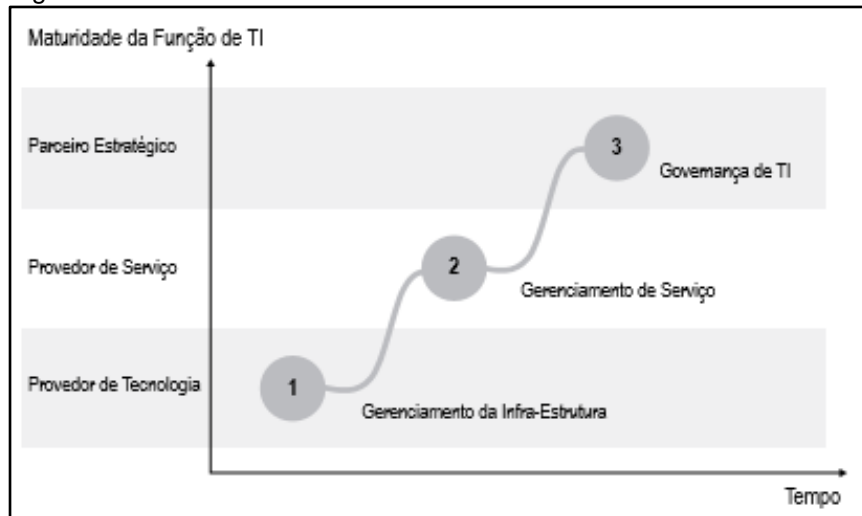 Maturidade da Função de TI
Parceiro Estratégico
3
Governança de TI
Provedor de Serviço
2
Gerenciamento de Serviço
Provedor de Tecnologia
1
Gerenciamento da Infra-Estrutura
Tempo